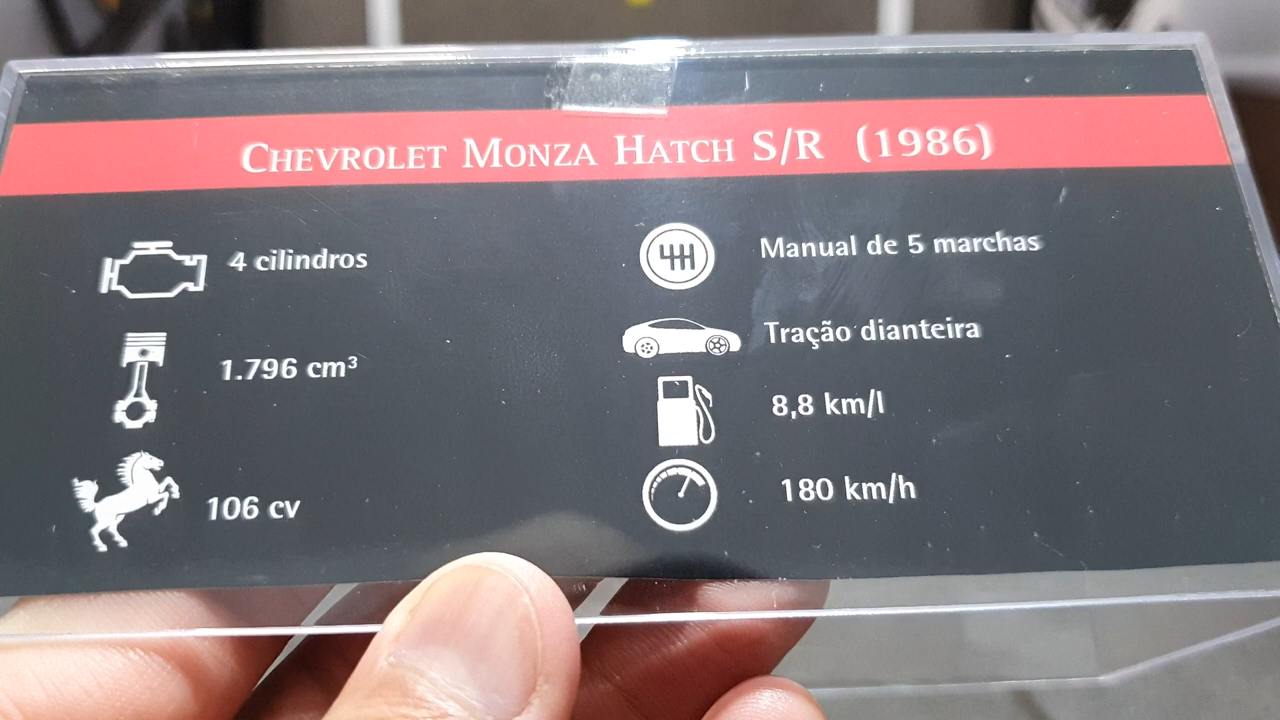 Chevrolet Monza Hatch S/R (1986)
4 cilindros
1.796 cm³
106 cv
Manual de 5 marchas
Tração dianteira
8,8 km/l
180 km/h